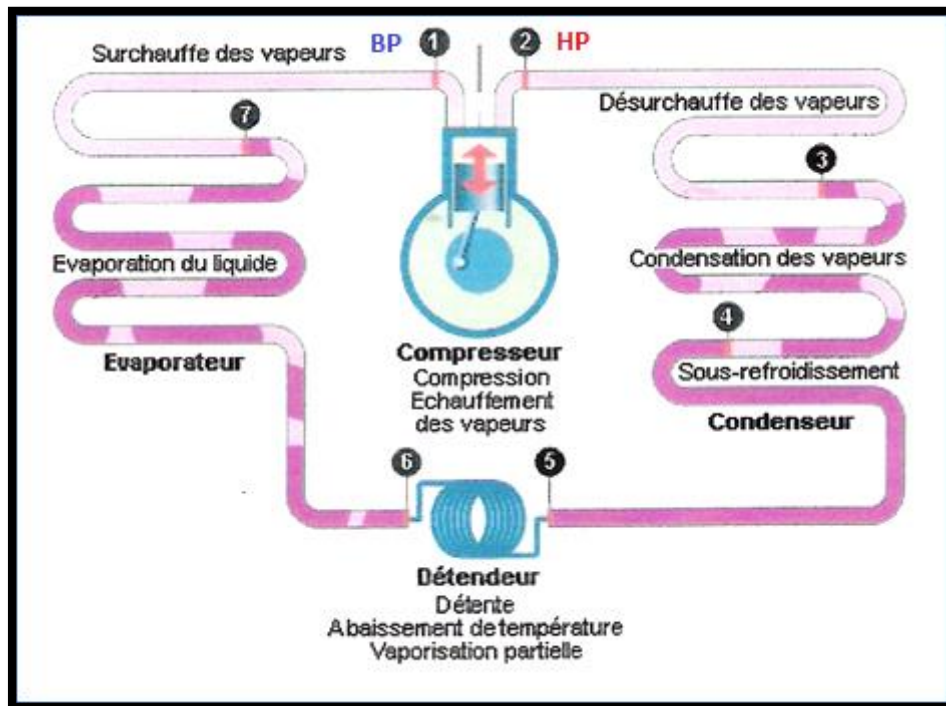 BP 1 2 HP
Surchauffe des vapeurs
Désurchauffe des vapeurs
7
3
Evaporation du liquide
Condensation des vapeurs
4
Evaporateur
Compresseur
Compression
Echauffement
des vapeurs
Sous-refroidissement
Condenseur
6 5
Détendeur
Détente
Abaissement de température
Vaporisation partielle